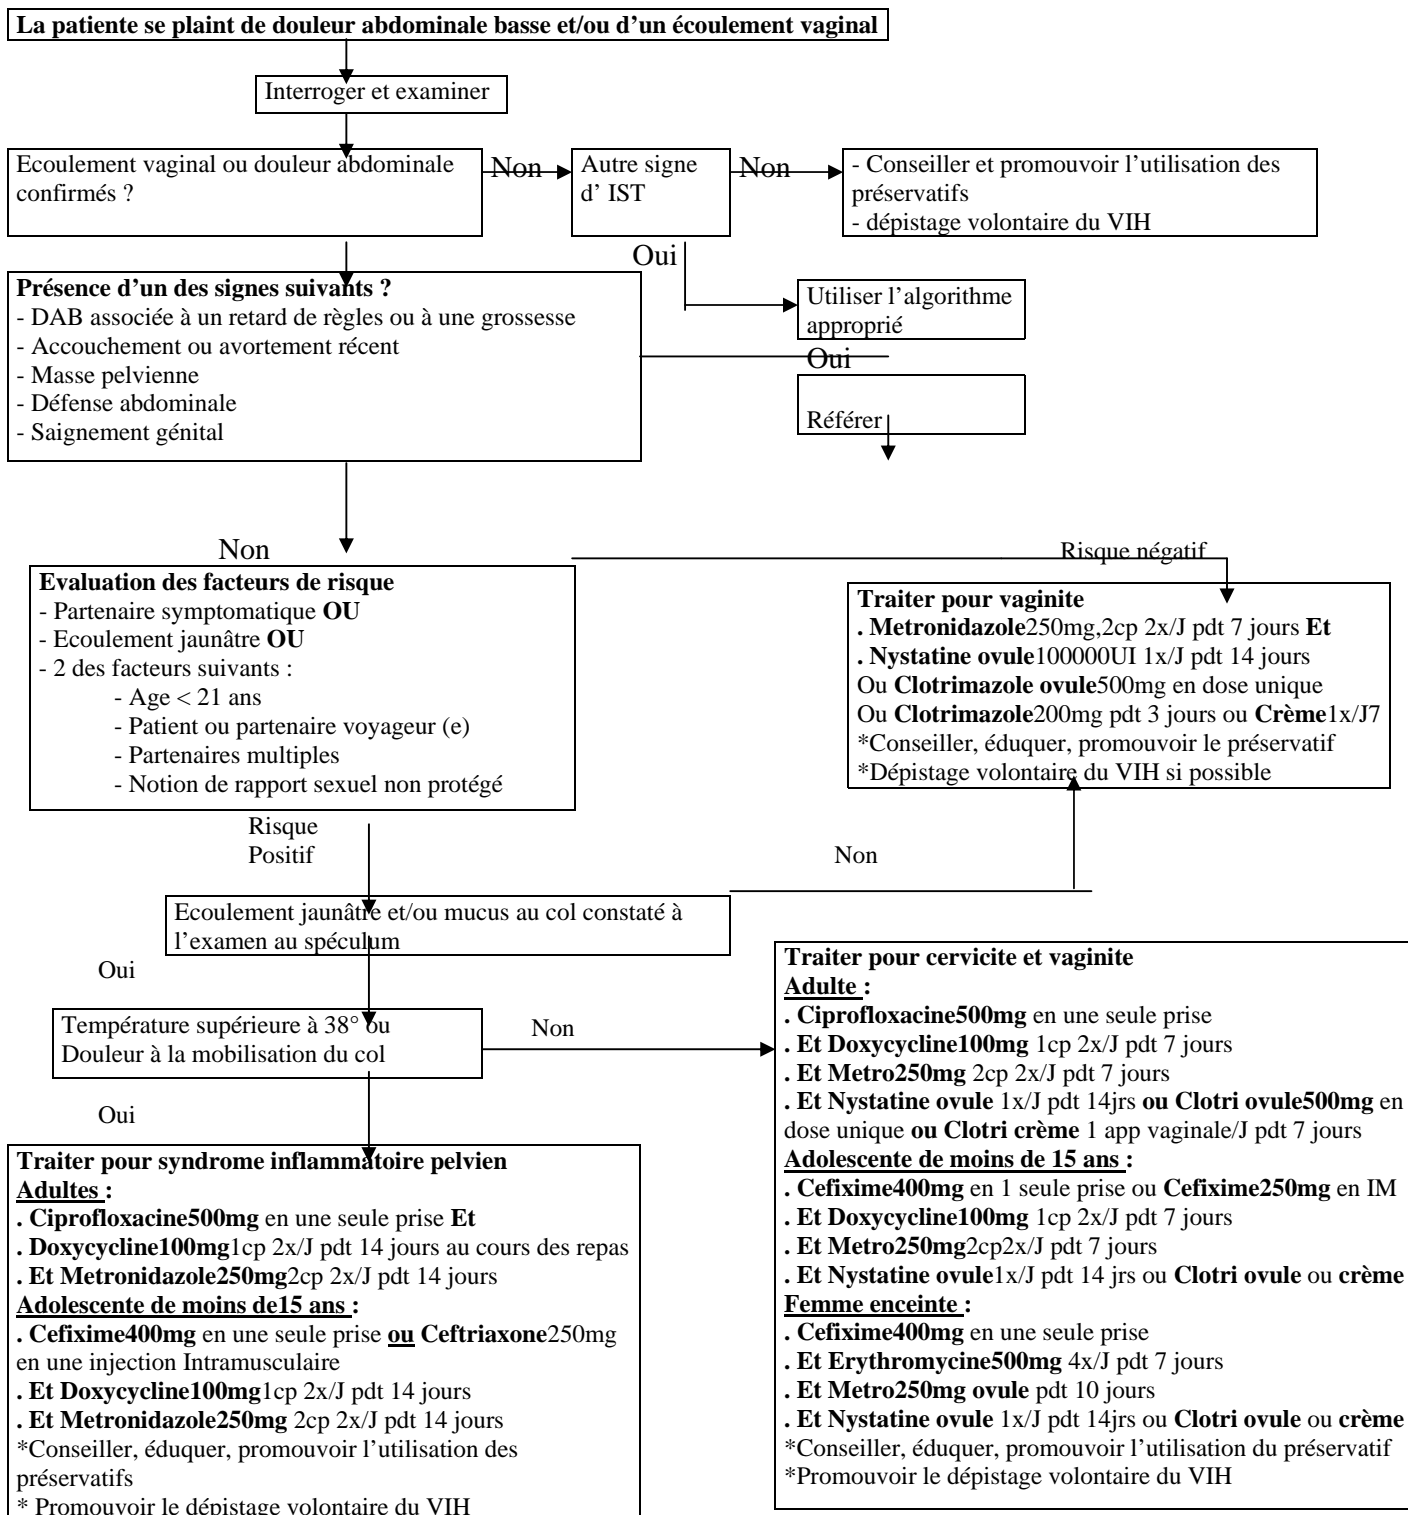 La patiente se plaint de douleur abdominale basse et/ou d'un écoulement vaginal
Interroger et examiner
Ecoulement vaginal ou douleur abdominale
confirmés ?
Non
Autre signe
d' IST
Non
- Conseiller et promouvoir l'utilisation des
préservatifs
- dépistage volontaire du VIH
Oui
Utiliser l'algorithme
approprié
Présence d'un des signes suivants ?
- DAB associée à un retard de règles ou à une grossesse
- Accouchement ou avortement récent
- Masse pelvienne
- Défense abdominale
- Saignement génital
Oui
Référer
Non
Risque négatif
Evaluation des facteurs de risque
- Partenaire symptomatique OU
- Ecoulement jaunâtre OU
- 2 des facteurs suivants :
- Age < 21 ans
- Patient ou partenaire voyageur (e)
- Partenaires multiples
- Notion de rapport sexuel non protégé
Traiter pour vaginite
. Metronidazole250mg,2cp 2x/J pdt 7 jours Et
. Nystatine ovule100000UI 1x/J pdt 14 jours
Ou Clotrimazole ovule500mg en dose unique
Ou Clotrimazole200mg pdt 3 jours ou Crème1x/J7
*Conseiller, éduquer, promouvoir le préservatif
*Dépistage volontaire du VIH si possible
Risque
Positif
Non
Ecoulement jaunâtre et/ou mucus au col constaté à
l'examen au spéculum
Oui
Température supérieure à 38° ou
Douleur à la mobilisation du col
Non
Oui
Traiter pour cervicite et vaginite
Adulte :
. Ciprofloxacine500mg en une seule prise
. Et Doxycycline100mg 1cp 2x/J pdt 7 jours
. Et Metro250mg 2cp 2x/J pdt 7 jours
. Et Nystatine ovule 1x/J pdt 14jrs ou Clotri ovule500mg en
dose unique ou Clotri crème 1 app vaginale/J pdt 7 jours
Adolescente de moins de 15 ans :
. Cefixime400mg en 1 seule prise ou Cefixime250mg en IM
. Et Doxycycline100mg 1cp 2x/J pdt 7 jours
. Et Metro250mg2cp2x/J pdt 7 jours
. Et Nystatine ovule1x/J pdt 14 jrs ou Clotri ovule ou crème
Femme enceinte :
. Cefixime400mg en une seule prise
. Et Erythromycine500mg 4x/J pdt 7 jours
. Et Metro250mg ovule pdt 10 jours
. Et Nystatine ovule 1x/J pdt 14jrs ou Clotri ovule ou crème
*Conseiller, éduquer, promouvoir l'utilisation du préservatif
*Promouvoir le dépistage volontaire du VIH
Traiter pour syndrome inflammatoire pelvien
Adultes :
. Ciprofloxacine500mg en une seule prise Et
. Doxycycline100mg1cp 2x/J pdt 14 jours au cours des repas
. Et Metronidazole250mg2cp 2x/J pdt 14 jours
Adolescente de moins de15 ans :
. Cefixime400mg en une seule prise ou Ceftriaxone250mg
en une injection Intramusculaire
. Et Doxycycline100mg1cp 2x/J pdt 14 jours
. Et Metronidazole250mg 2cp 2x/J pdt 14 jours
*Conseiller, éduquer, promouvoir l'utilisation des
préservatifs
* Promouvoir le dépistage volontaire du VIH